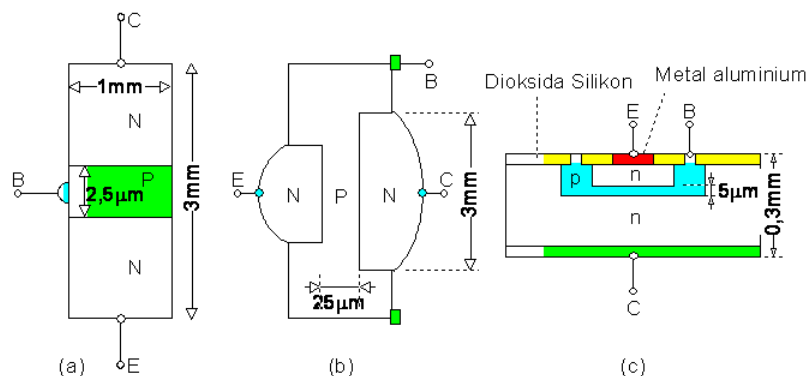 C
1mm
N
B
P
2,5μm
3mm
N
E
(a)
B
E
N
P
N
C
3mm
25μm
(b)
Dioksida Silikon
Metal aluminium
E
B
p
n
5μm
0,3mm
n
C
(c)